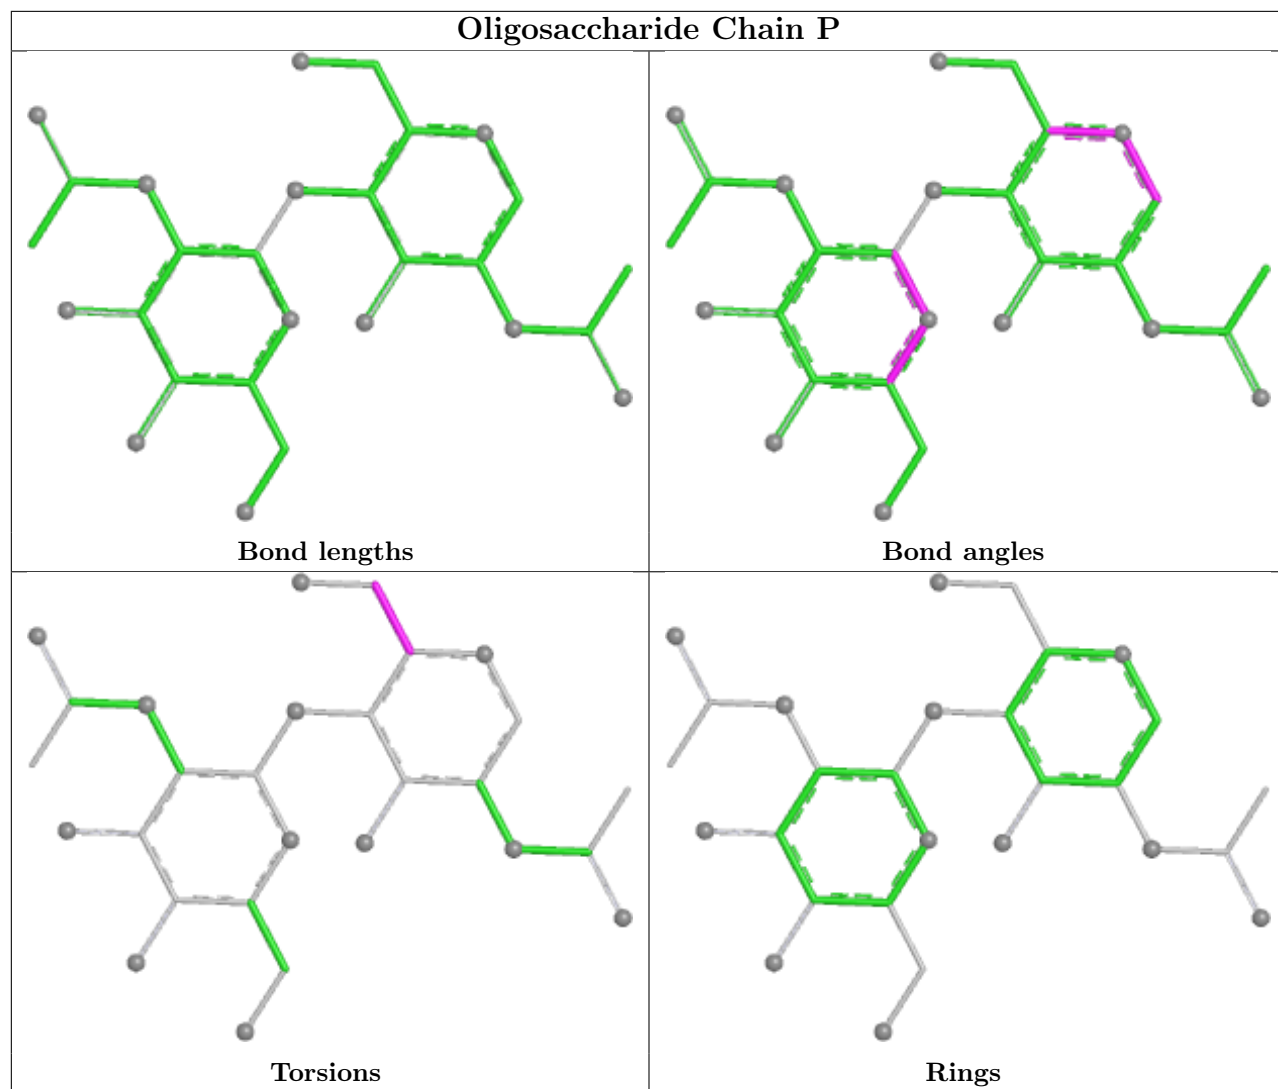 Oligosaccharide Chain P
Bond lengths
Bond angles
Torsions
Rings